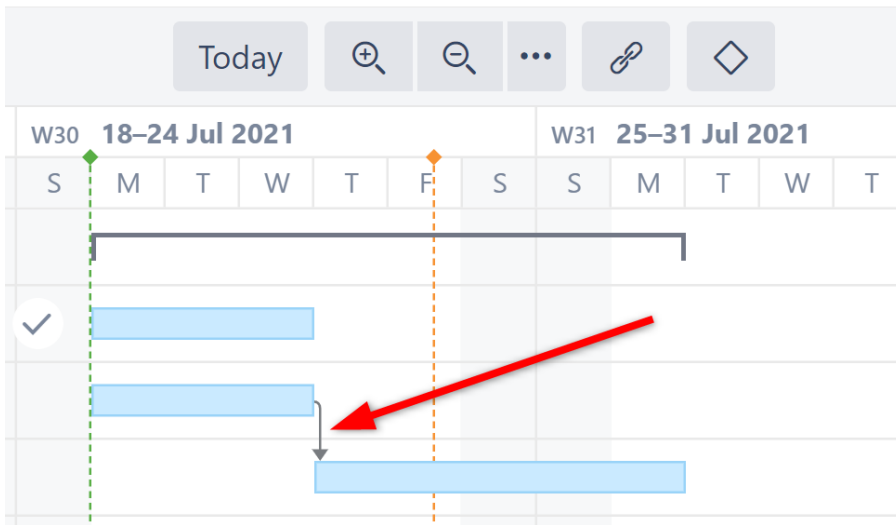 Today
W30 18–24 Jul 2021 W31 25–31 Jul 2021
S M T W T F S S M T W T